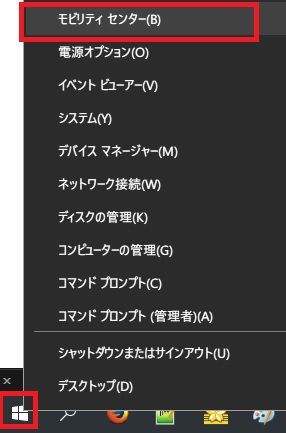 モビリティ センター(B)
電源オプション(O)
イベント ビューアー(V)
システム(Y)
デバイス マネージャー(M)
ネットワーク接続(W)
ディスクの管理(K)
コンピューターの管理(G)
コマンド プロンプト(C)
コマンド プロンプト (管理者)(A)
シャットダウンまたはサインアウト(U)
デスクトップ(D)